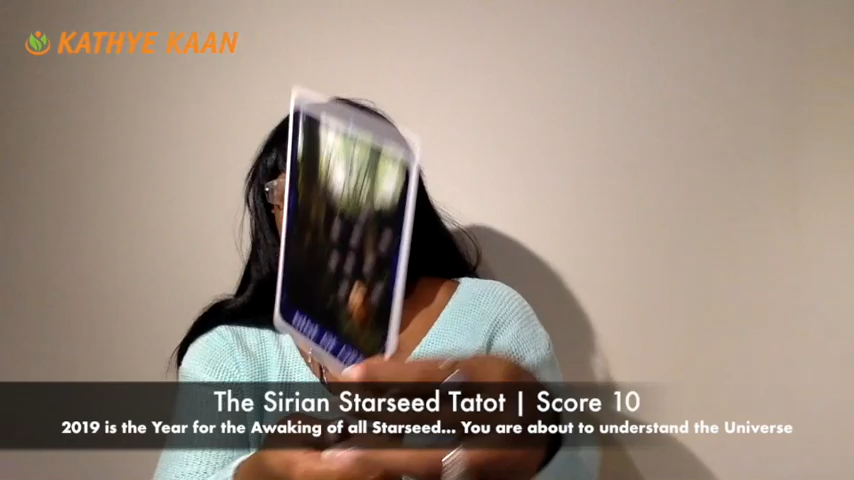 KATHYE KAAN
The Sirian Starseed Tatot | Score 10
2019 is the Year for the Awaking of all Starseed... You are about to understand the Universe